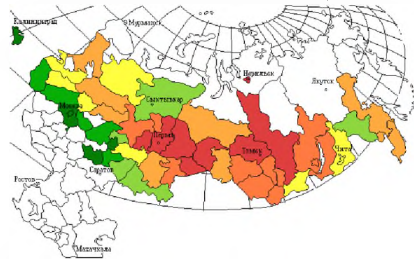 Калининград
Мурманск
Норильск
Якутск
Сыктывкар
Москва
Пермь
Томск
Чита
Саратов
Ростов
Махачкала